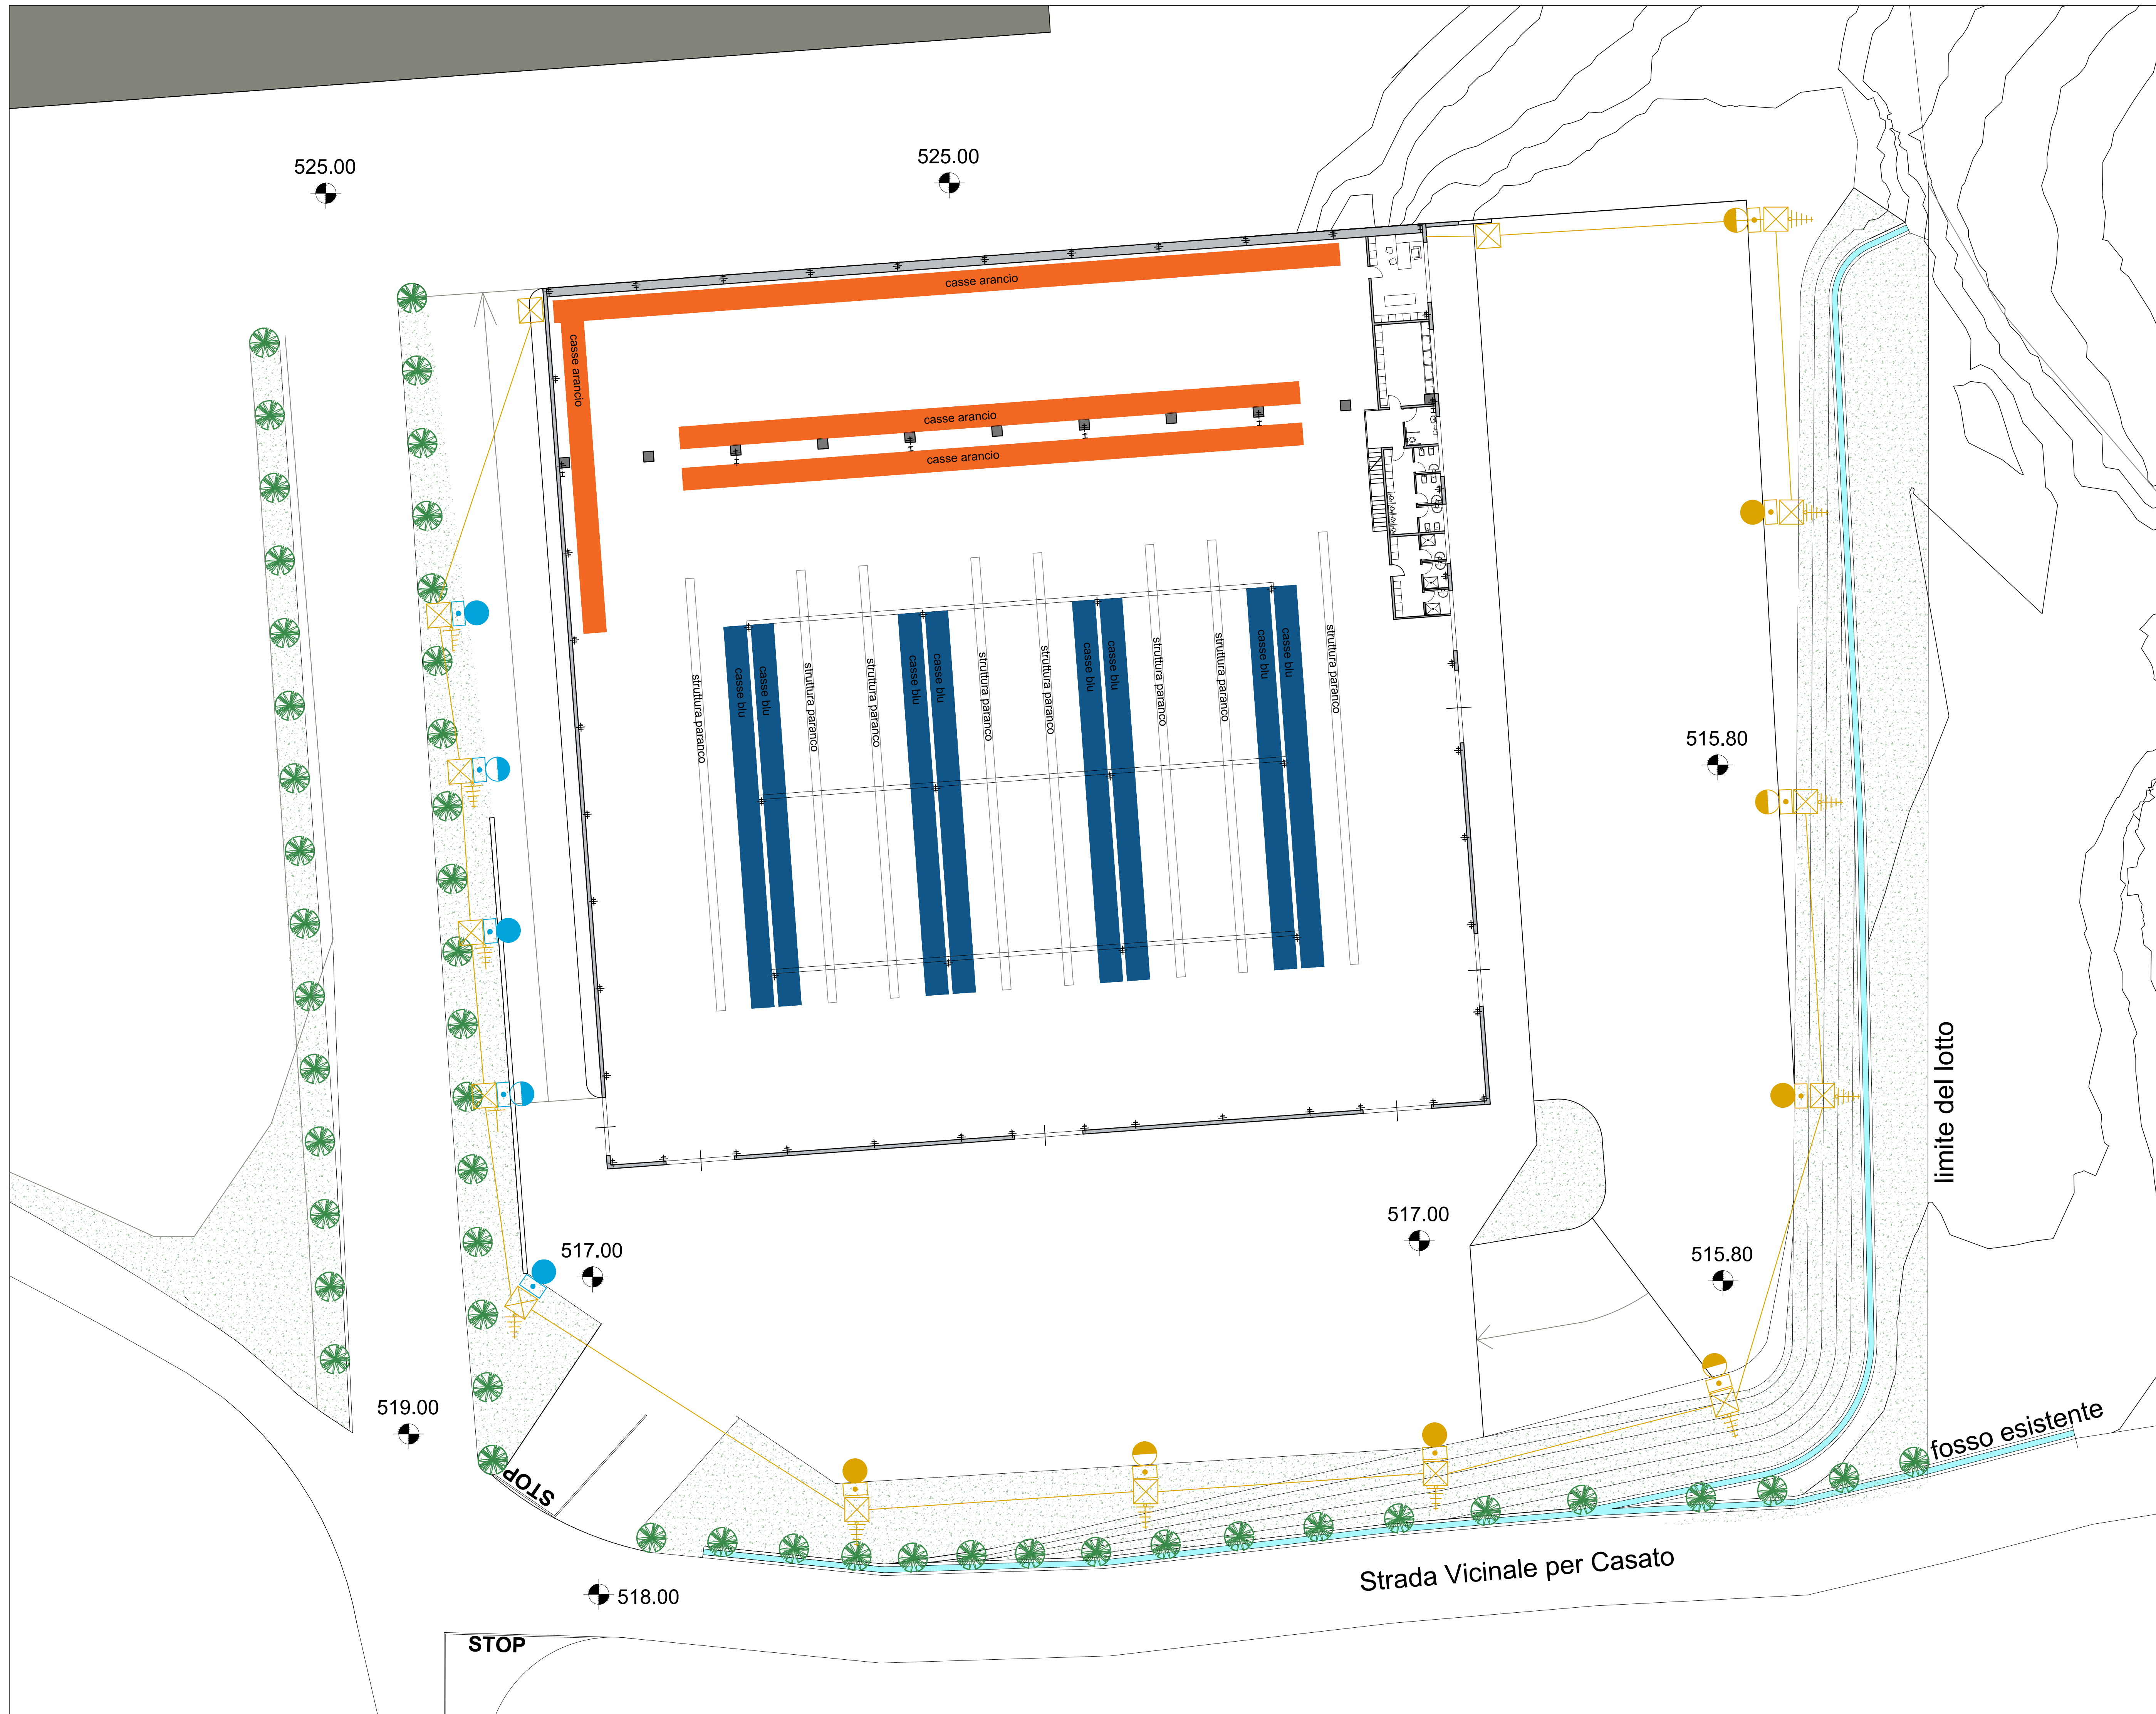 525.00
525.00
casse arancio
casse arancio
casse arancio
casse arancio
struttura paranco
casse blu
casse blu
struttura paranco
struttura paranco
casse blu
casse blu
struttura paranco
struttura paranco
casse blu
casse blu
struttura paranco
struttura paranco
casse blu
casse blu
struttura paranco
515.80
limite del lotto
517.00
517.00
515.80
519.00
STOP
fosso esistente
Strada Vicinale per Casato
518.00
STOP